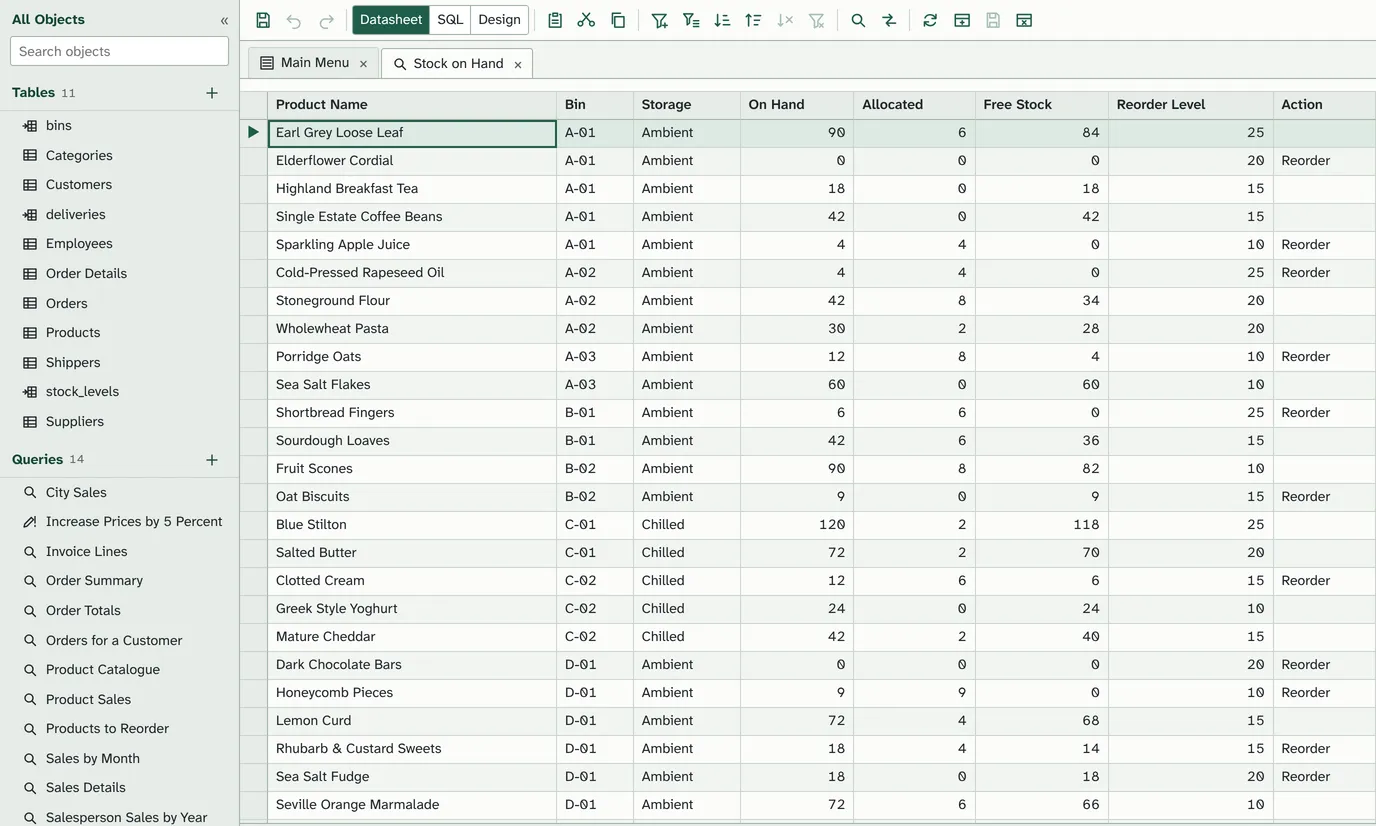 All Objects «
Search objects
Tables 11 +
bins
Categories
Customers
deliveries
Employees
Order Details
Orders
Products
Shippers
stock_levels
Suppliers
Queries 14 +
City Sales
Increase Prices by 5 Percent
Invoice Lines
Order Summary
Order Totals
Orders for a Customer
Product Catalogue
Product Sales
Products to Reorder
Sales by Month
Sales Details
Salesperson Sales by Year
Datasheet SQL Design
Main Menu × Stock on Hand ×
Product Name Bin Storage On Hand Allocated Free Stock Reorder Level Action
Earl Grey Loose Leaf A-01 Ambient 90 6 84 25
Elderflower Cordial A-01 Ambient 0 0 0 20 Reorder
Highland Breakfast Tea A-01 Ambient 18 0 18 15
Single Estate Coffee Beans A-01 Ambient 42 0 42 15
Sparkling Apple Juice A-01 Ambient 4 4 0 10 Reorder
Cold-Pressed Rapeseed Oil A-02 Ambient 4 4 0 25 Reorder
Stoneground Flour A-02 Ambient 42 8 34 20
Wholewheat Pasta A-02 Ambient 30 2 28 20
Porridge Oats A-03 Ambient 12 8 4 10 Reorder
Sea Salt Flakes A-03 Ambient 60 0 60 10
Shortbread Fingers B-01 Ambient 6 6 0 25 Reorder
Sourdough Loaves B-01 Ambient 42 6 36 15
Fruit Scones B-02 Ambient 90 8 82 10
Oat Biscuits B-02 Ambient 9 0 9 15 Reorder
Blue Stilton C-01 Chilled 120 2 118 25
Salted Butter C-01 Chilled 72 2 70 20
Clotted Cream C-02 Chilled 12 6 6 15 Reorder
Greek Style Yoghurt C-02 Chilled 24 0 24 10
Mature Cheddar C-02 Chilled 42 2 40 15
Dark Chocolate Bars D-01 Ambient 0 0 0 20 Reorder
Honeycomb Pieces D-01 Ambient 9 9 0 10 Reorder
Lemon Curd D-01 Ambient 72 4 68 15
Rhubarb & Custard Sweets D-01 Ambient 18 4 14 15 Reorder
Sea Salt Fudge D-01 Ambient 18 0 18 20 Reorder
Seville Orange Marmalade D-01 Ambient 72 6 66 10